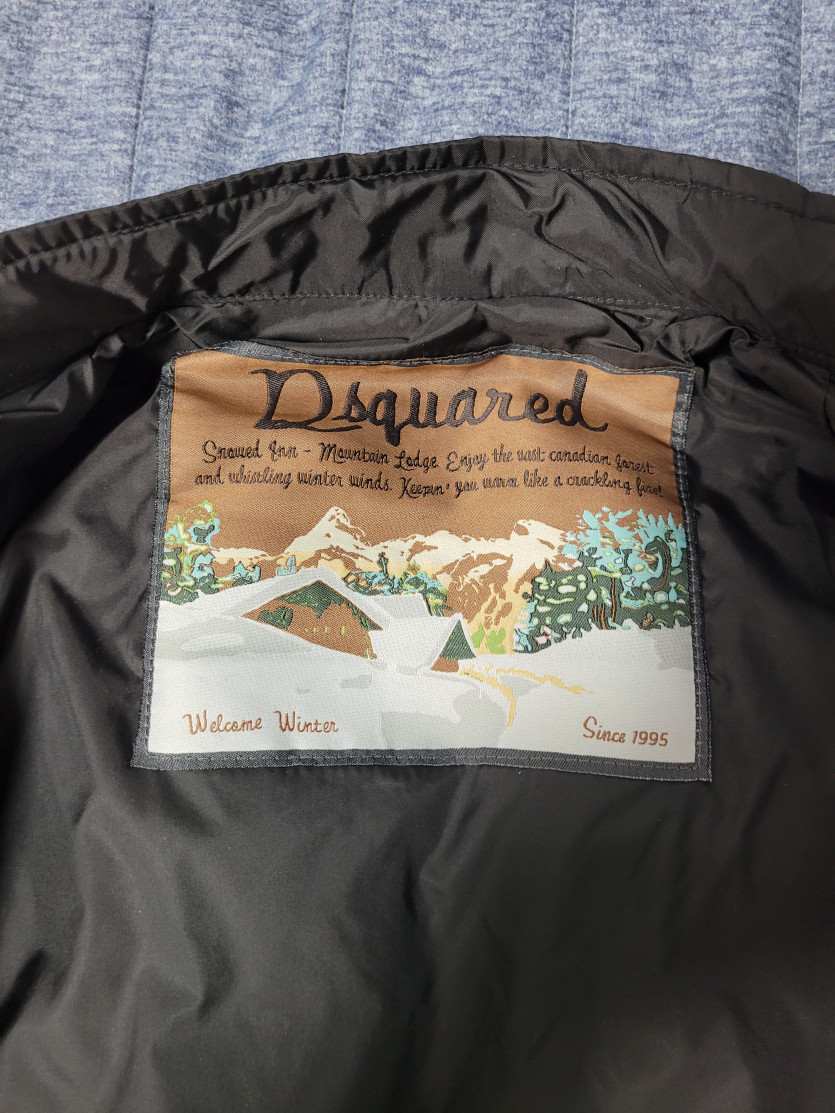 Dsquared
Snowed Inn - Mountain Lodge. Enjoy the vast canadian forest
and whistling winter winds. Keepin' you warm like a crackling fire!
Welcome Winter
Since 1995